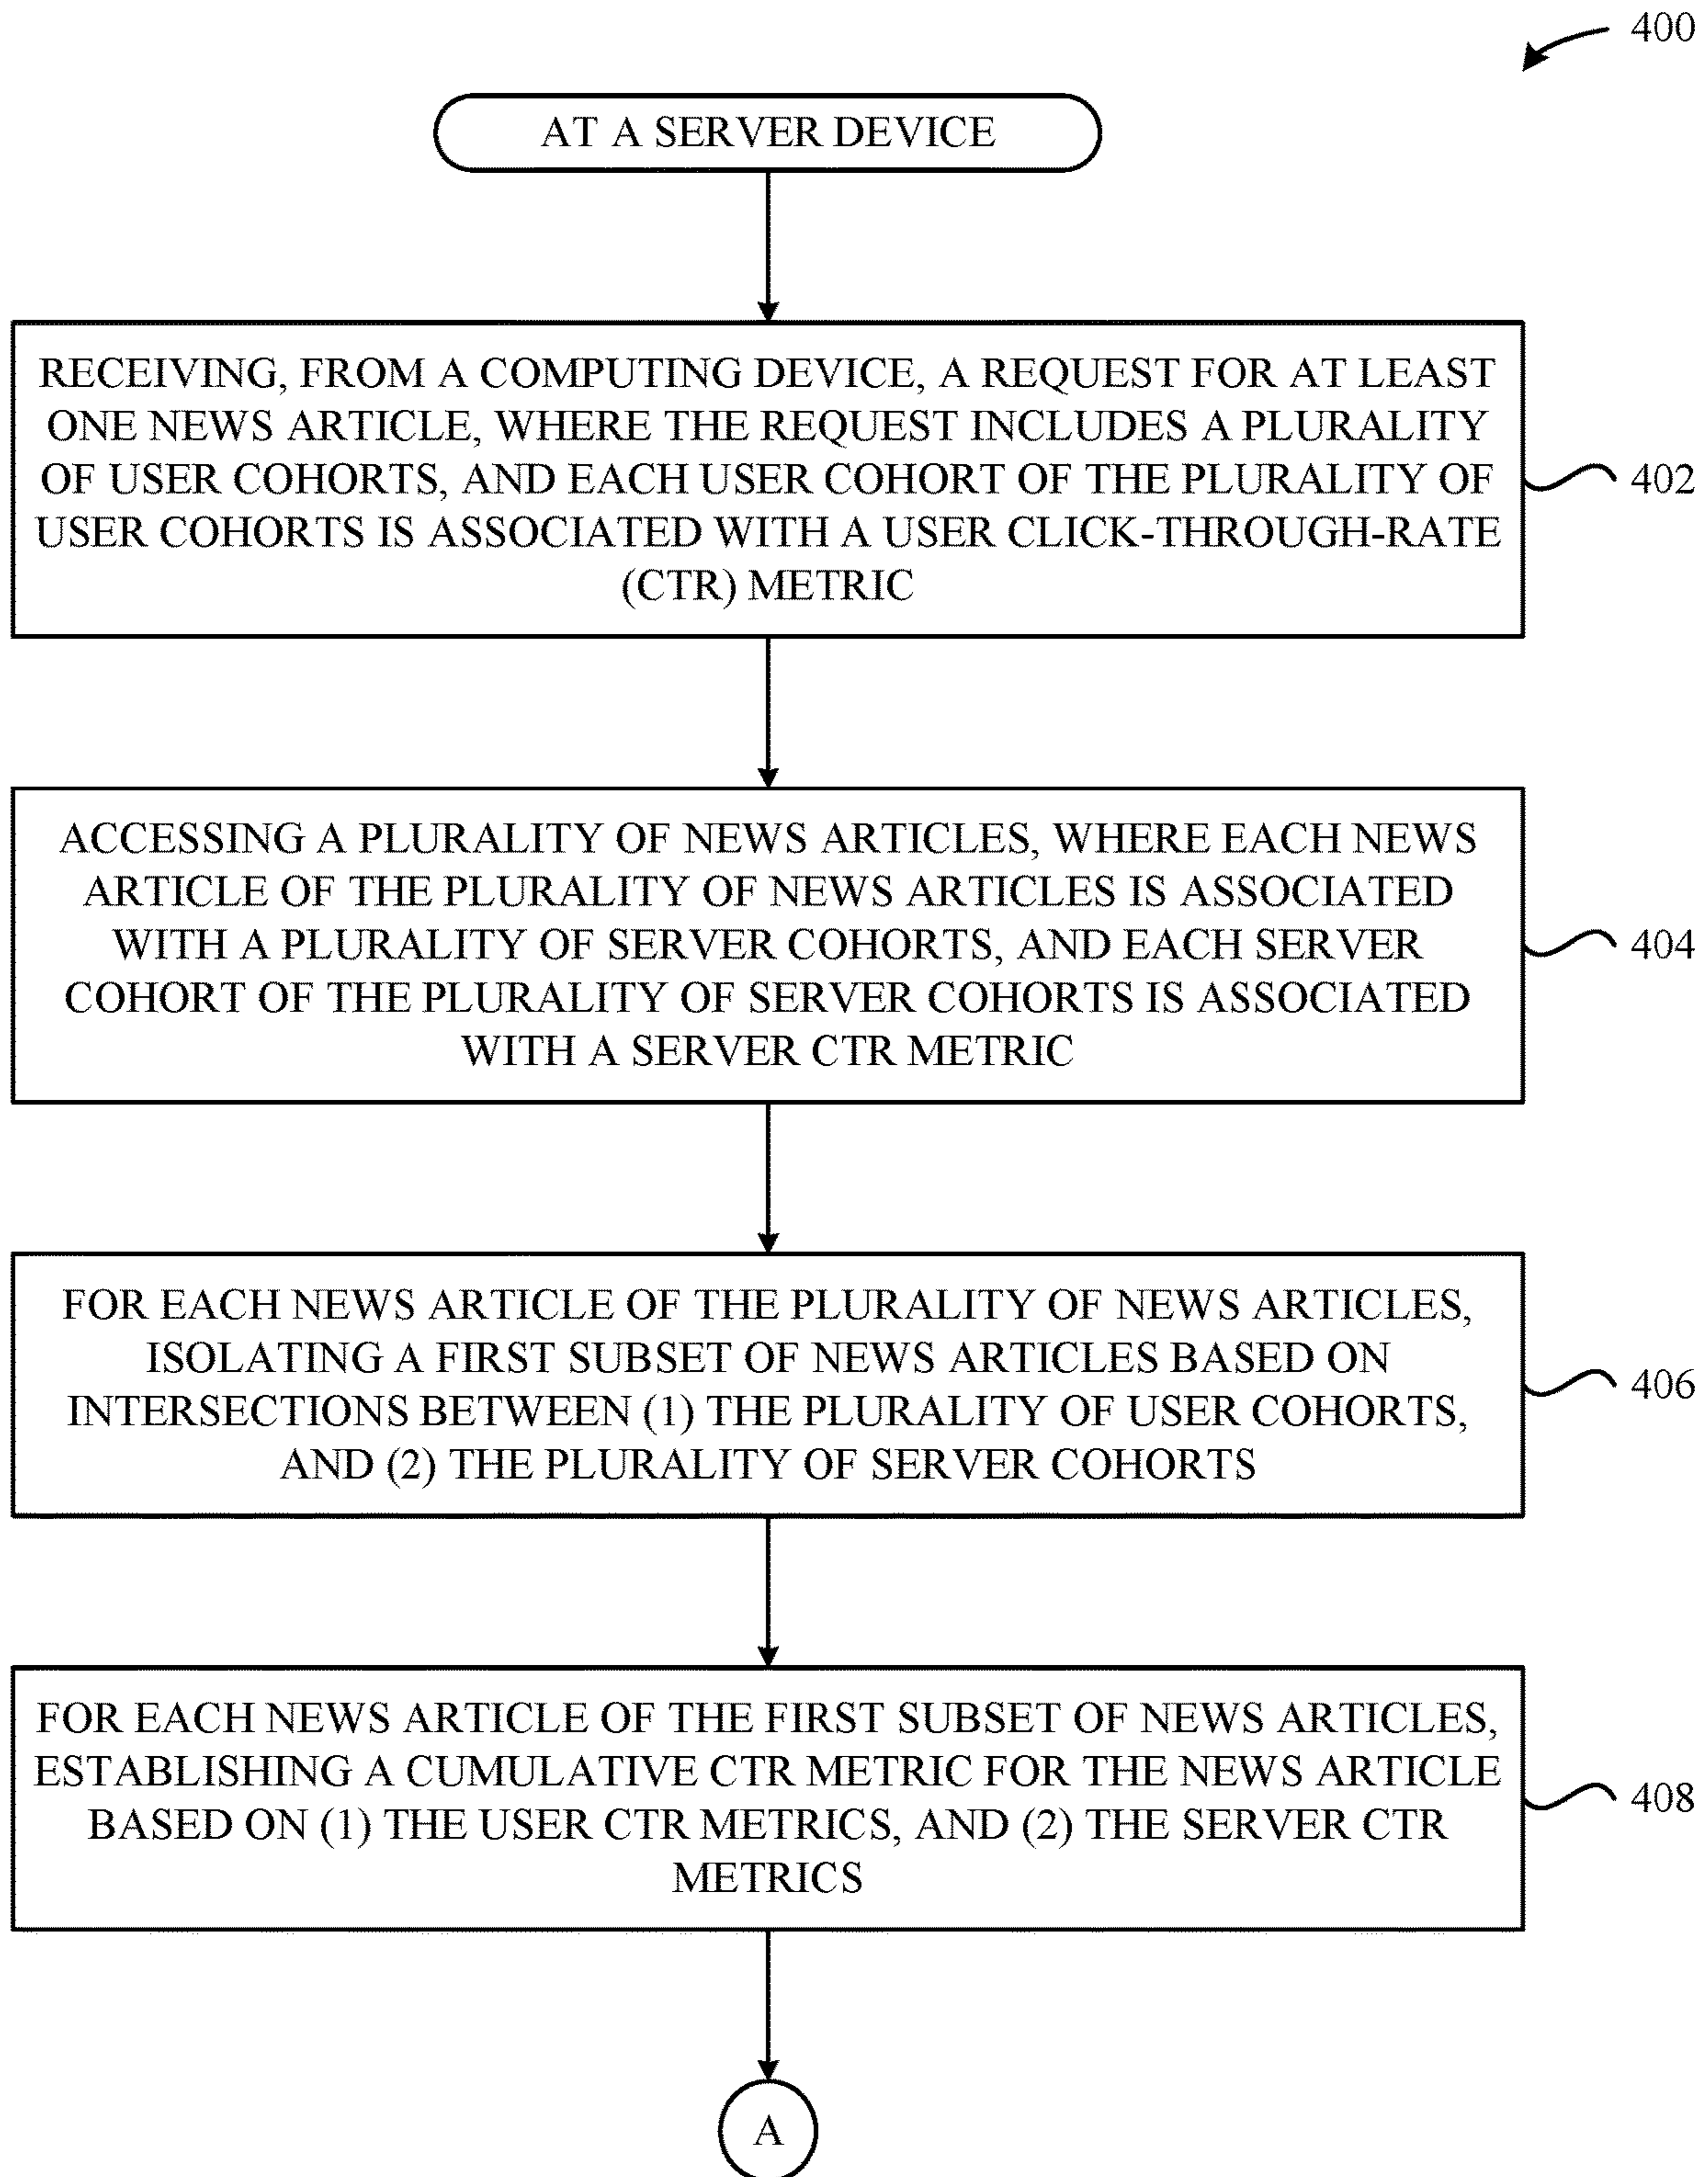 400
AT A SERVER DEVICE
RECEIVING, FROM A COMPUTING DEVICE, A REQUEST FOR AT LEAST
ONE NEWS ARTICLE, WHERE THE REQUEST INCLUDES A PLURALITY
OF USER COHORTS, AND EACH USER COHORT OF THE PLURALITY OF
USER COHORTS IS ASSOCIATED WITH A USER CLICK-THROUGH-RATE
(CTR) METRIC
402
ACCESSING A PLURALITY OF NEWS ARTICLES, WHERE EACH NEWS
ARTICLE OF THE PLURALITY OF NEWS ARTICLES IS ASSOCIATED
WITH A PLURALITY OF SERVER COHORTS, AND EACH SERVER
COHORT OF THE PLURALITY OF SERVER COHORTS IS ASSOCIATED
WITH A SERVER CTR METRIC
404
FOR EACH NEWS ARTICLE OF THE PLURALITY OF NEWS ARTICLES,
ISOLATING A FIRST SUBSET OF NEWS ARTICLES BASED ON
INTERSECTIONS BETWEEN (1) THE PLURALITY OF USER COHORTS,
AND (2) THE PLURALITY OF SERVER COHORTS
406
FOR EACH NEWS ARTICLE OF THE FIRST SUBSET OF NEWS ARTICLES,
ESTABLISHING A CUMULATIVE CTR METRIC FOR THE NEWS ARTICLE
BASED ON (1) THE USER CTR METRICS, AND (2) THE SERVER CTR
METRICS
408
A